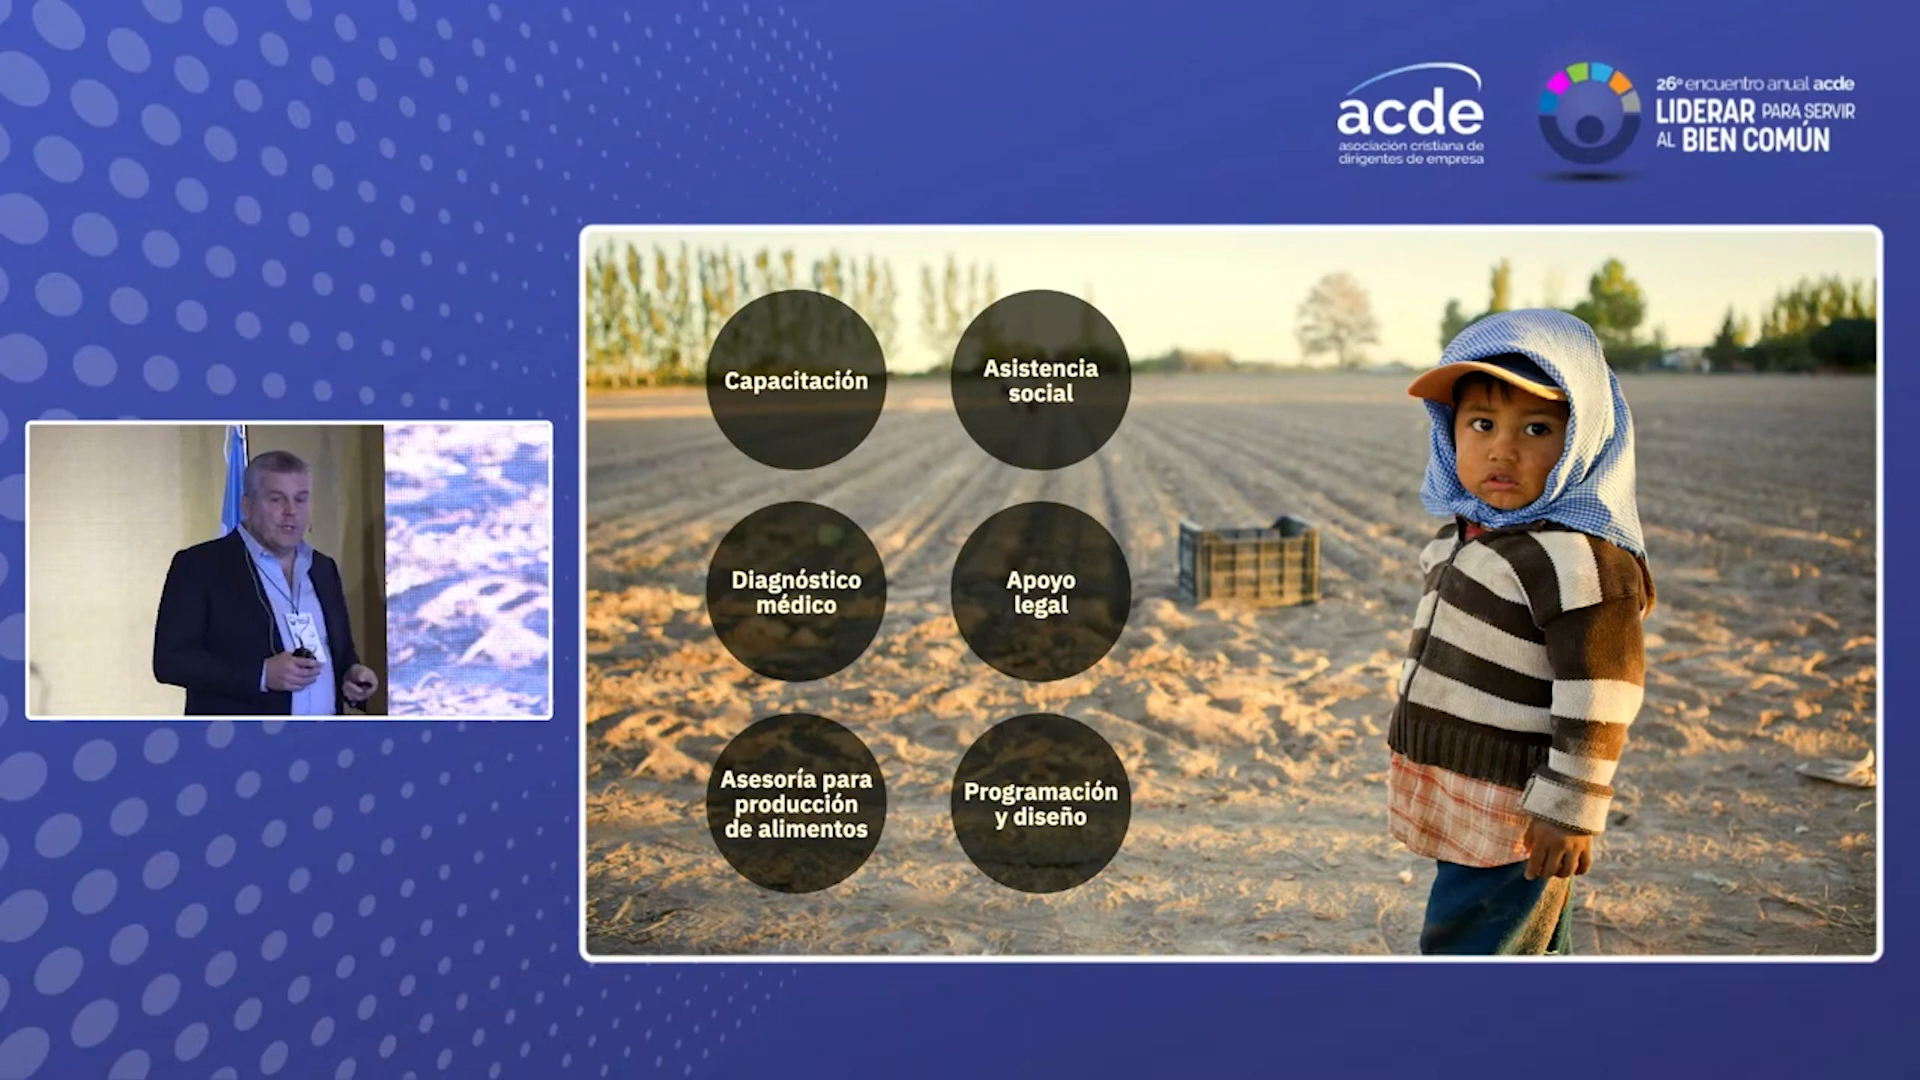 acde
asociación cristiana de
dirigentes de empresa
26º encuentro anual acde
LIDERAR PARA SERVIR
AL BIEN COMÚN
Capacitación
Asistencia
social
Diagnóstico
médico
Apoyo
legal
Asesoría para
producción
de alimentos
Programación
y diseño